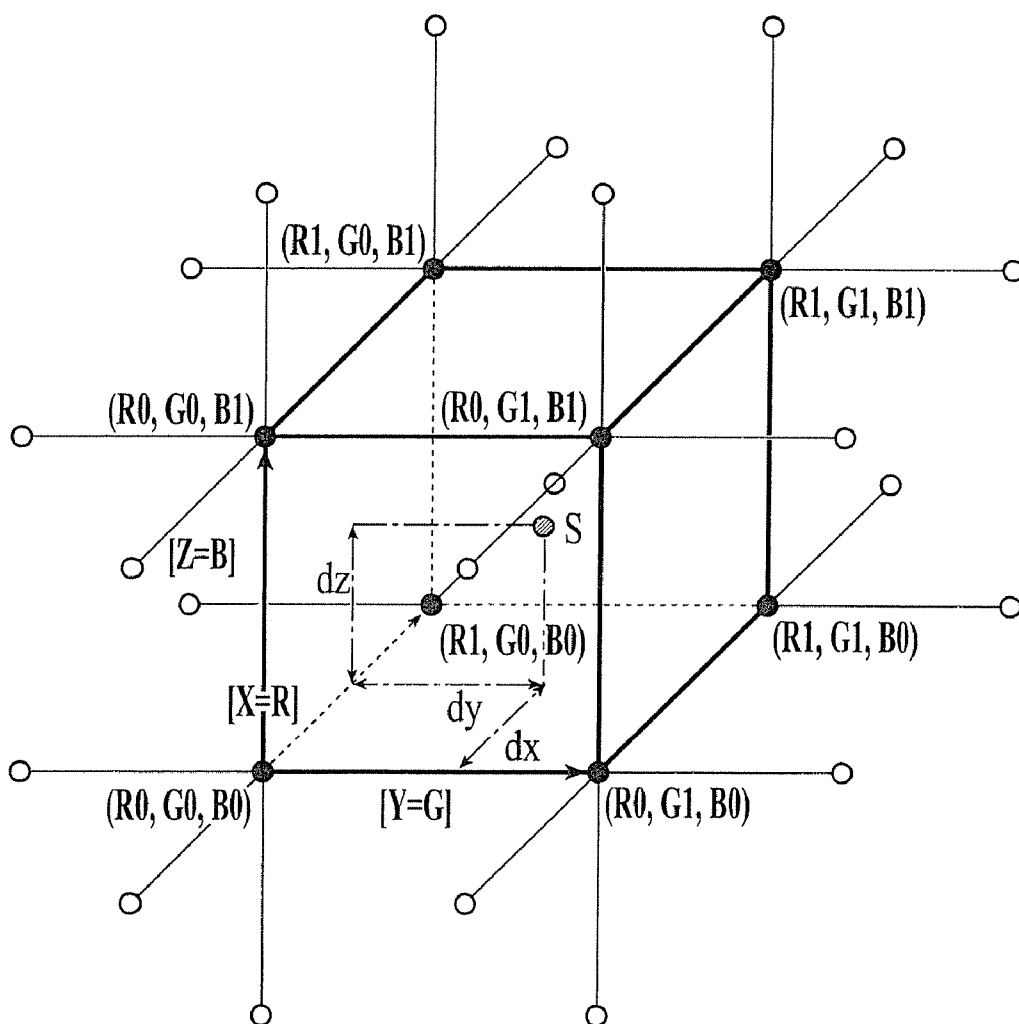 (R1, G0, B1)
(R1, G1, B1)
(R0, G0, B1)
(R0, G1, B1)
S
[Z=B]
dz
(R1, G0, B0)
(R1, G1, B0)
[X=R]
dy
dx
(R0, G0, B0)
[Y=G]
(R0, G1, B0)